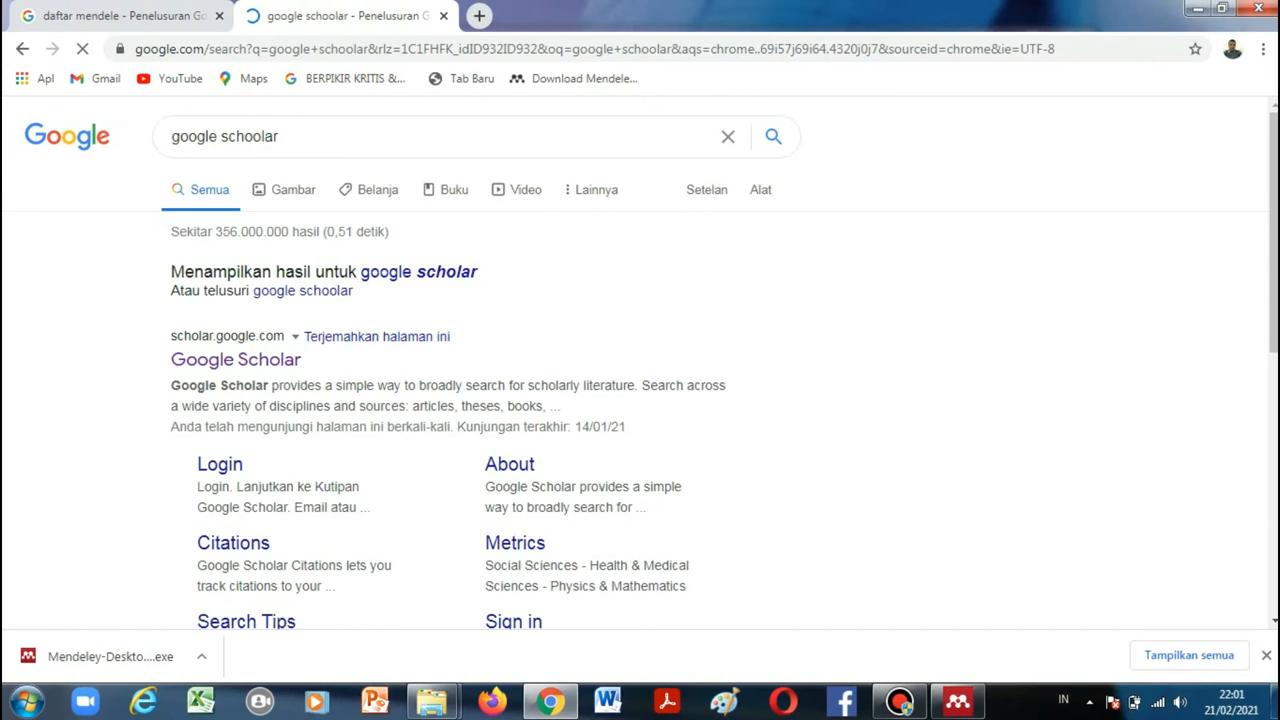 daftar mendele - Penelusuran Go
google schoolar - Penelusuran G
google.com/search?q=google+schoolar&rlz=1C1FHFK_idID932ID932&oq=google+schoolar&aqs=chrome..69i57j69i64.4320j0j7&sourceid=chrome&ie=UTF-8
Apl
Gmail
YouTube
Maps
BERPIKIR KRITIS &...
Tab Baru
Download Mendele...
Google
google schoolar
Semua
Gambar
Belanja
Buku
Video
Lainnya
Setelan
Alat
Sekitar 356.000.000 hasil (0,51 detik)
Menampilkan hasil untuk google scholar
Atau telusuri google schoolar
scholar.google.com Terjemahkan halaman ini
Google Scholar
Google Scholar provides a simple way to broadly search for scholarly literature. Search across
a wide variety of disciplines and sources: articles, theses, books, ...
Anda telah mengunjungi halaman ini berkali-kali. Kunjungan terakhir: 14/01/21
Login
Login. Lanjutkan ke Kutipan
Google Scholar. Email atau ...
About
Google Scholar provides a simple
way to broadly search for ...
Citations
Google Scholar Citations lets you
track citations to your ...
Metrics
Social Sciences - Health & Medical
Sciences - Physics & Mathematics
Search Tips
Sign in
Mendeley-Deskto....exe
Tampilkan semua
IN
22:01
21/02/2021